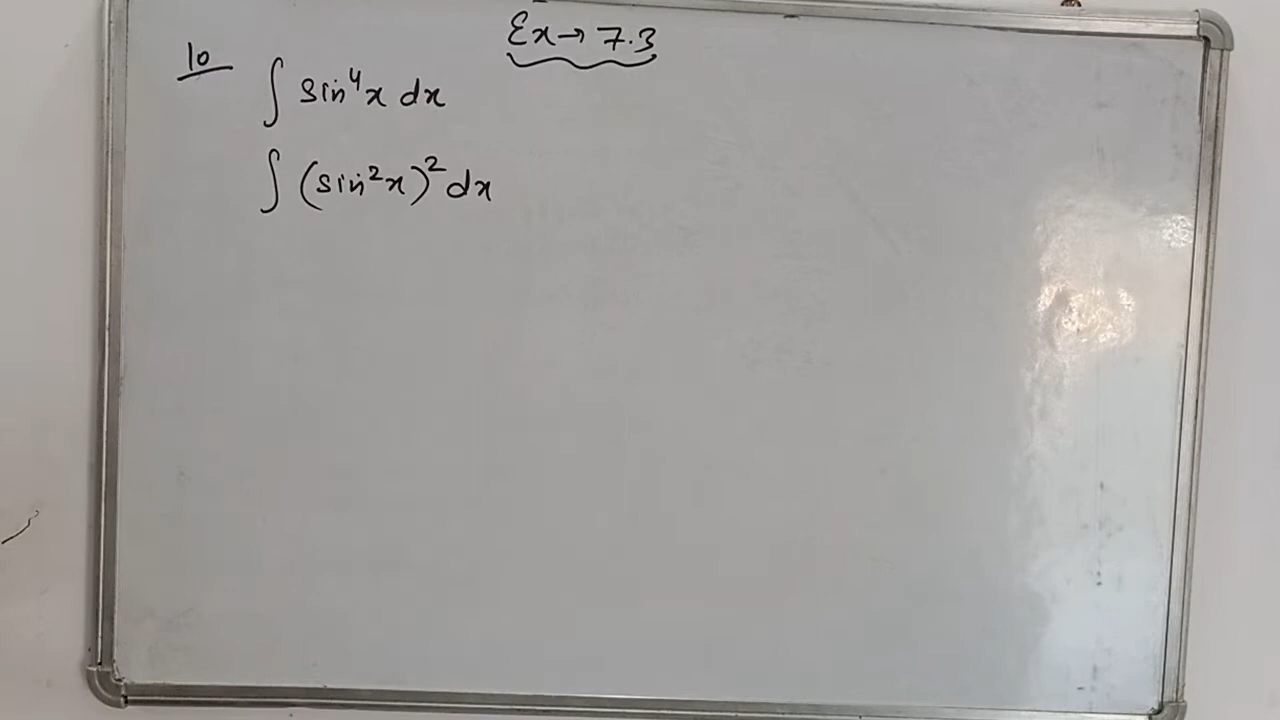 Ex→ 7.3
10
∫ sin⁴x dx
∫ (sin²x)² dx